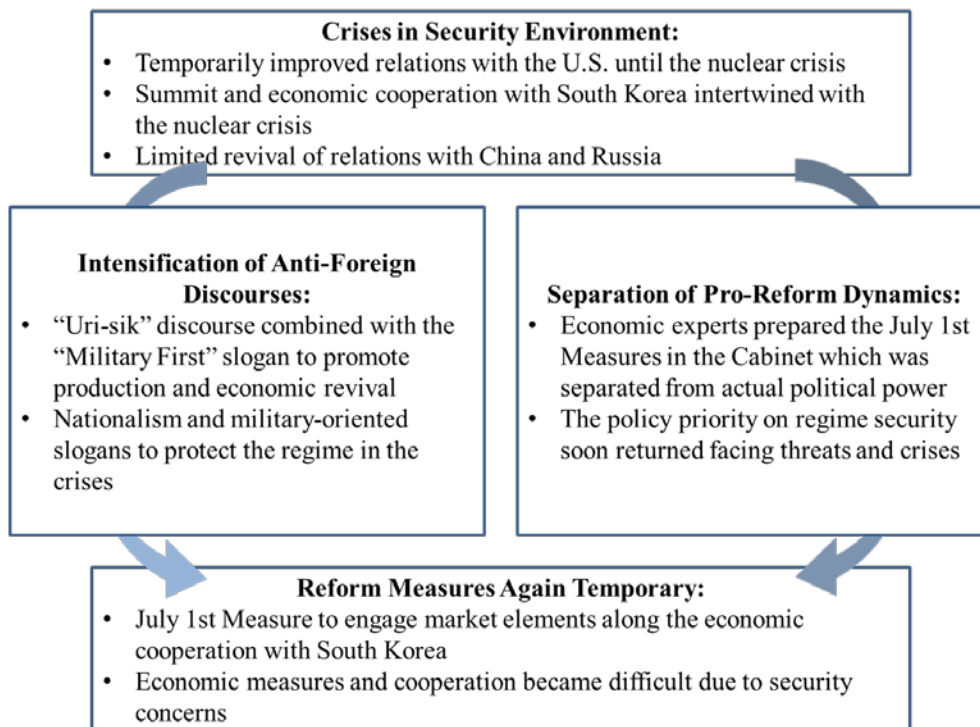 Crises in Security Environment:
• Temporarily improved relations with the U.S. until the nuclear crisis
• Summit and economic cooperation with South Korea intertwined with
the nuclear crisis
• Limited revival of relations with China and Russia
Intensification of Anti-Foreign
Discourses:
• “Uri-sik” discourse combined with the
“Military First” slogan to promote
production and economic revival
• Nationalism and military-oriented
slogans to protect the regime in the
crises
Separation of Pro-Reform Dynamics:
• Economic experts prepared the July 1st
Measures in the Cabinet which was
separated from actual political power
• The policy priority on regime security
soon returned facing threats and crises
Reform Measures Again Temporary:
• July 1st Measure to engage market elements along the economic
cooperation with South Korea
• Economic measures and cooperation became difficult due to security
concerns